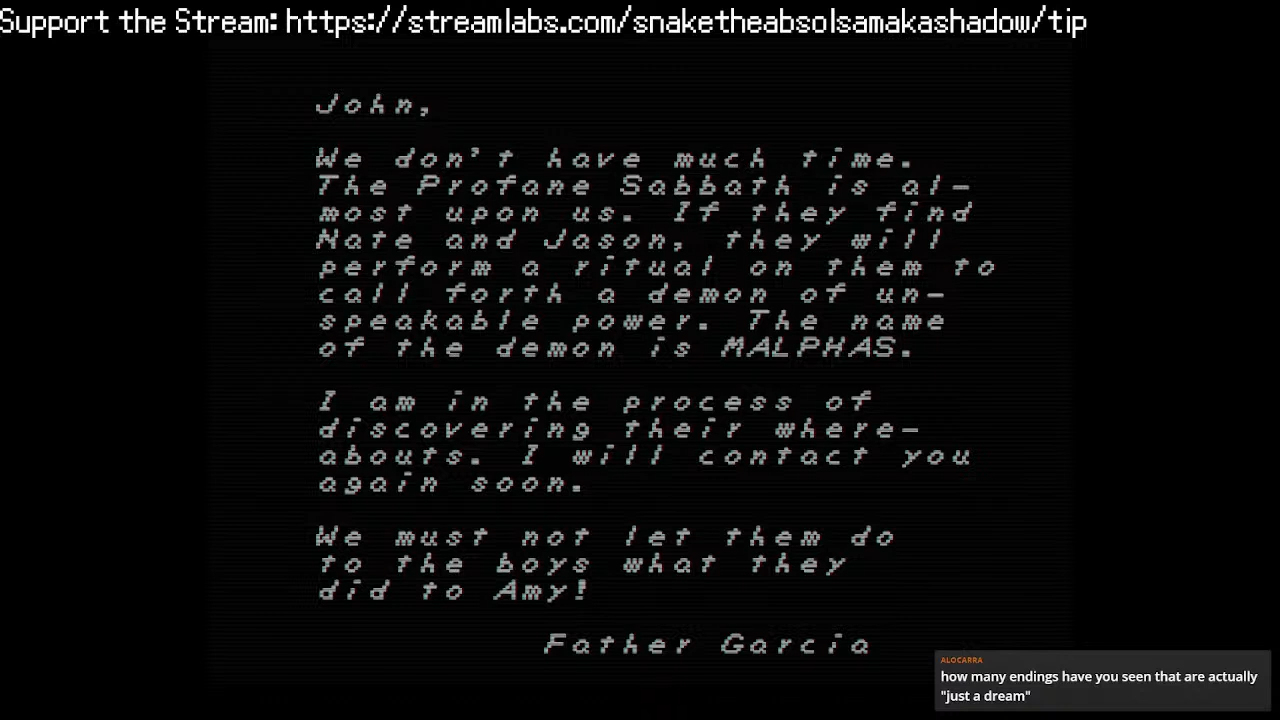 Support the Stream: https://streamlabs.com/snaketheabsolsamakashadow/tip
John,
We don't have much time.
The Profane Sabbath is al-
most upon us. If they find
Nate and Jason, they will
perform a ritual on them to
call forth a demon of un-
speakable power. The name
of the demon is MALPHAS.
I am in the process of
discovering their where-
abouts. I will contact you
again soon.
We must not let them do
to the boys what they
did to Amy!
Father Garcia
ALOCARRA
how many endings have you seen that are actually
"just a dream"